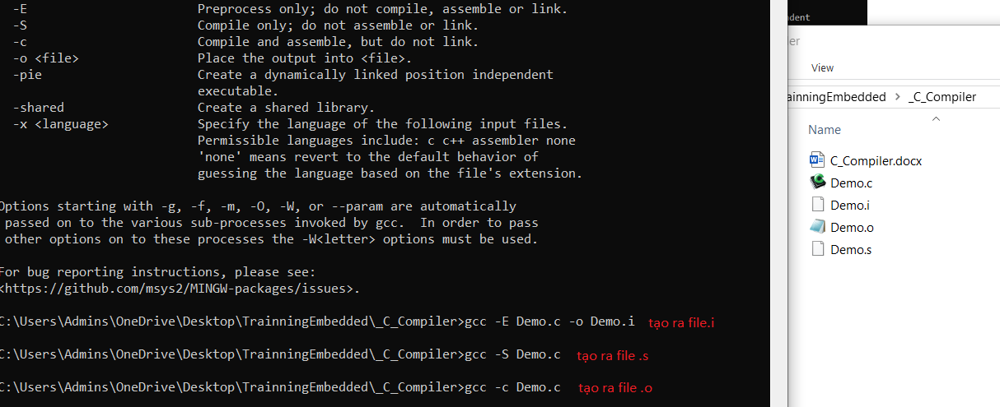 -E Preprocess only; do not compile, assemble or link.
-S Compile only; do not assemble or link.
-c Compile and assemble, but do not link.
-o <file> Place the output into <file>.
-pie Create a dynamically linked position independent
executable.
-shared Create a shared library.
-x <language> Specify the language of the following input files.
Permissible languages include: c c++ assembler none
'none' means revert to the default behavior of
guessing the language based on the file's extension.
Options starting with -g, -f, -m, -O, -W, or --param are automatically
passed on to the various sub-processes invoked by gcc.  In order to pass
other options on to these processes the -W<letter> options must be used.
For bug reporting instructions, please see:
<https://github.com/msys2/MINGW-packages/issues>.
C:\Users\Admins\OneDrive\Desktop\TrainningEmbedded\_C_Compiler>gcc -E Demo.c -o Demo.i tạo ra file.i
C:\Users\Admins\OneDrive\Desktop\TrainningEmbedded\_C_Compiler>gcc -S Demo.c tạo ra file .s
C:\Users\Admins\OneDrive\Desktop\TrainningEmbedded\_C_Compiler>gcc -c Demo.c tạo ra file .o
View
ainningEmbedded > _C_Compiler
Name
C_Compiler.docx
Demo.c
Demo.i
Demo.o
Demo.s